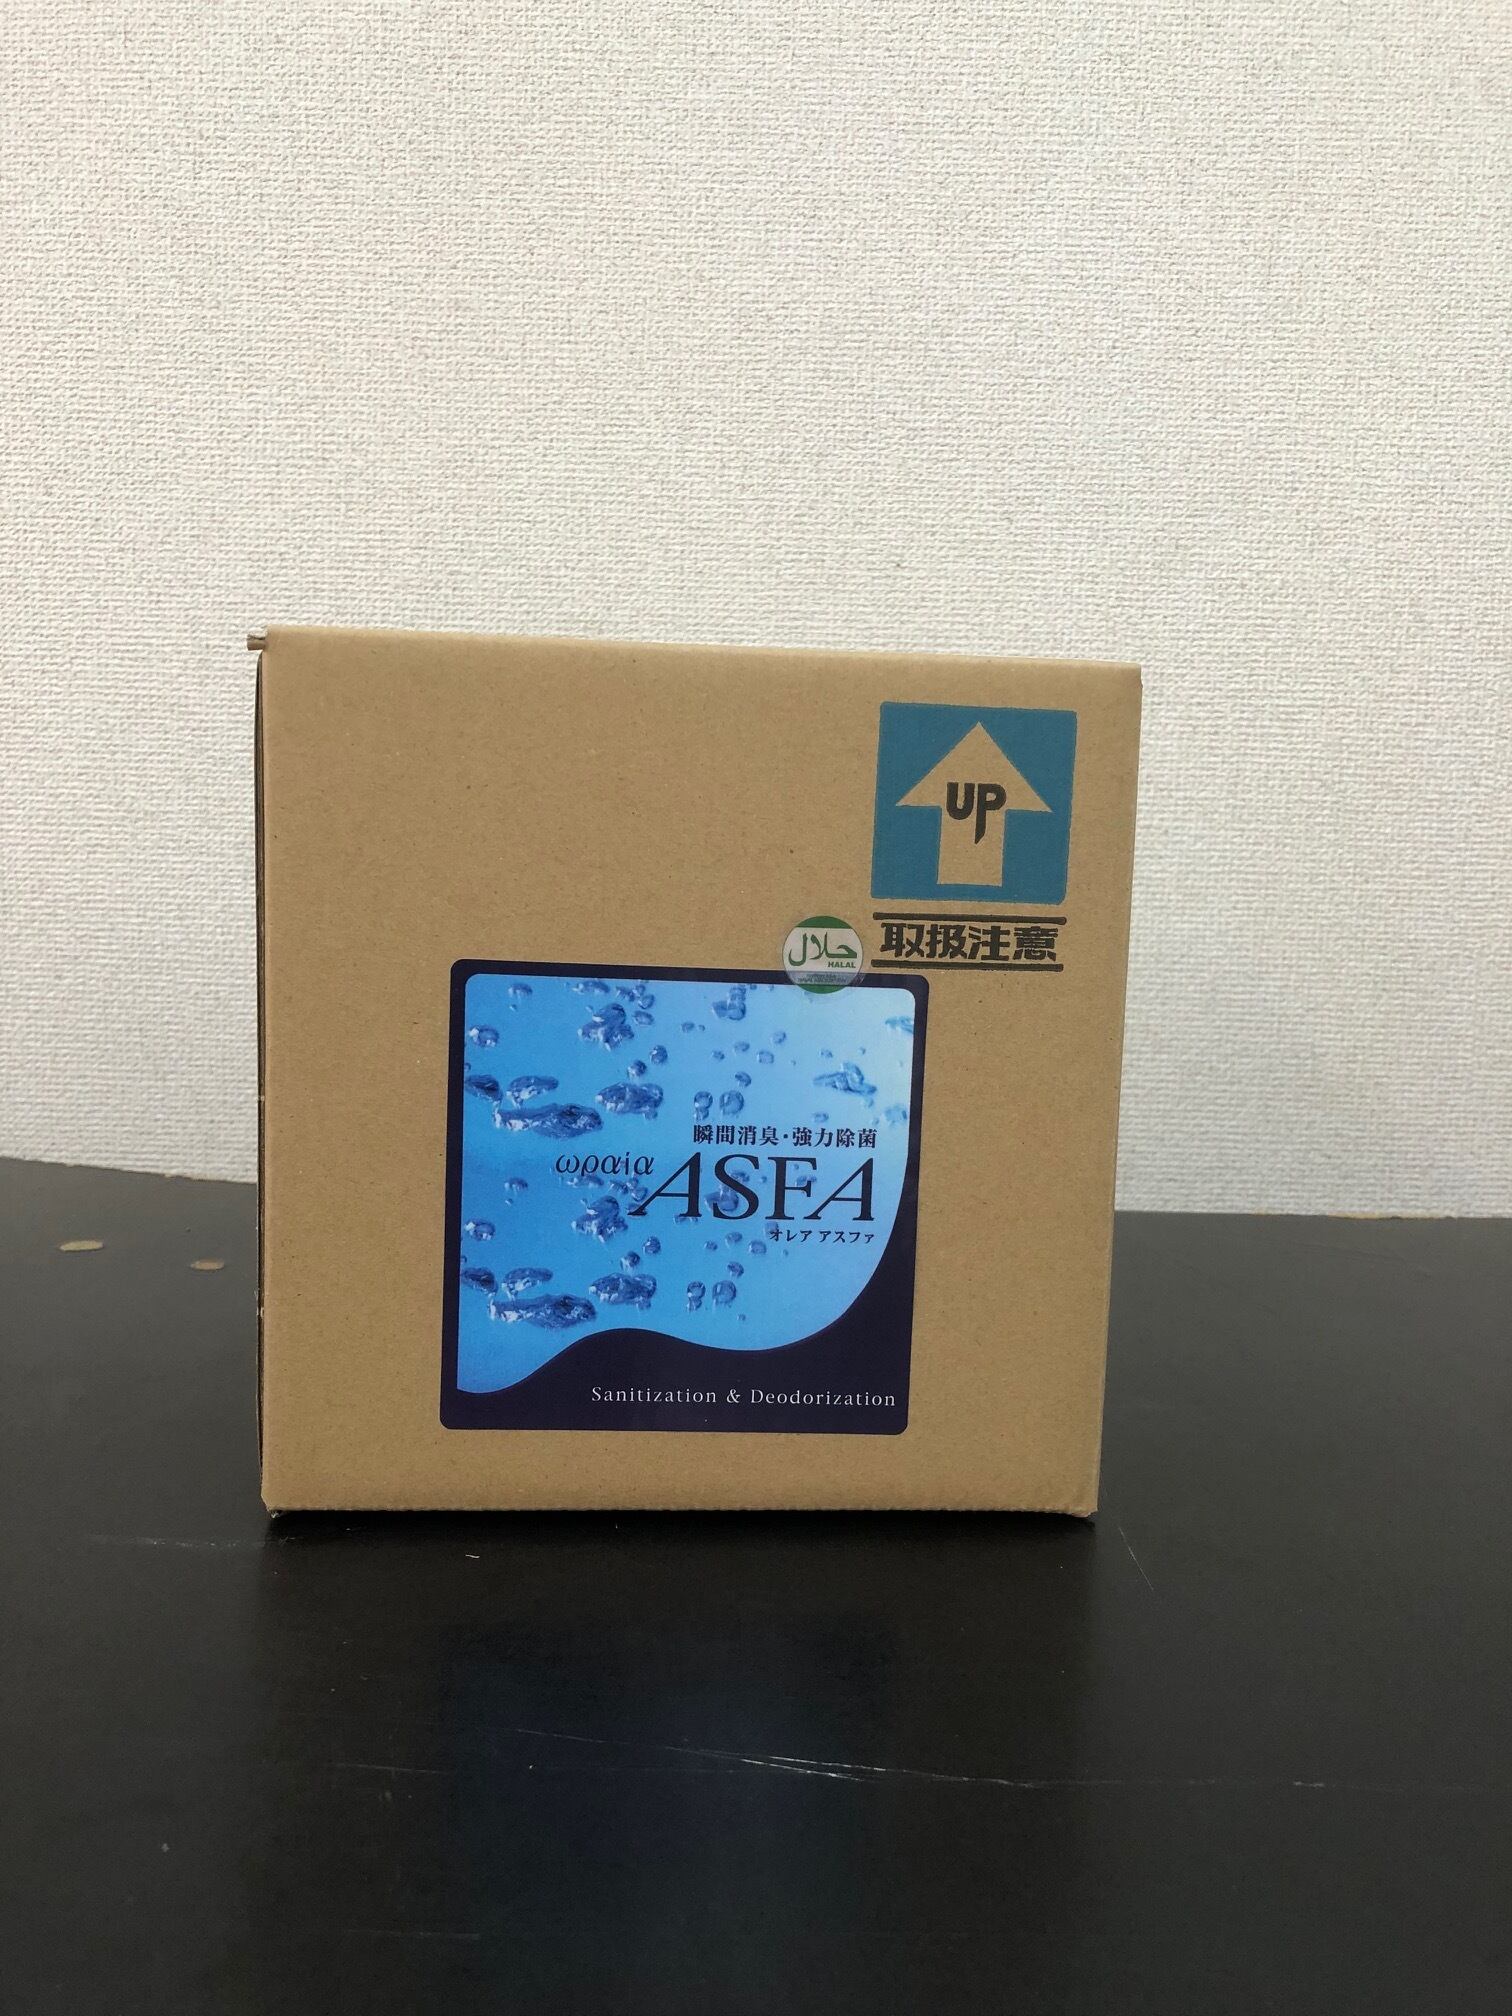 UP
取扱注意
حلال
HALAL
瞬間消臭・強力除菌
ωραία ASFA
オレア アスファ
Sanitization & Deodorization